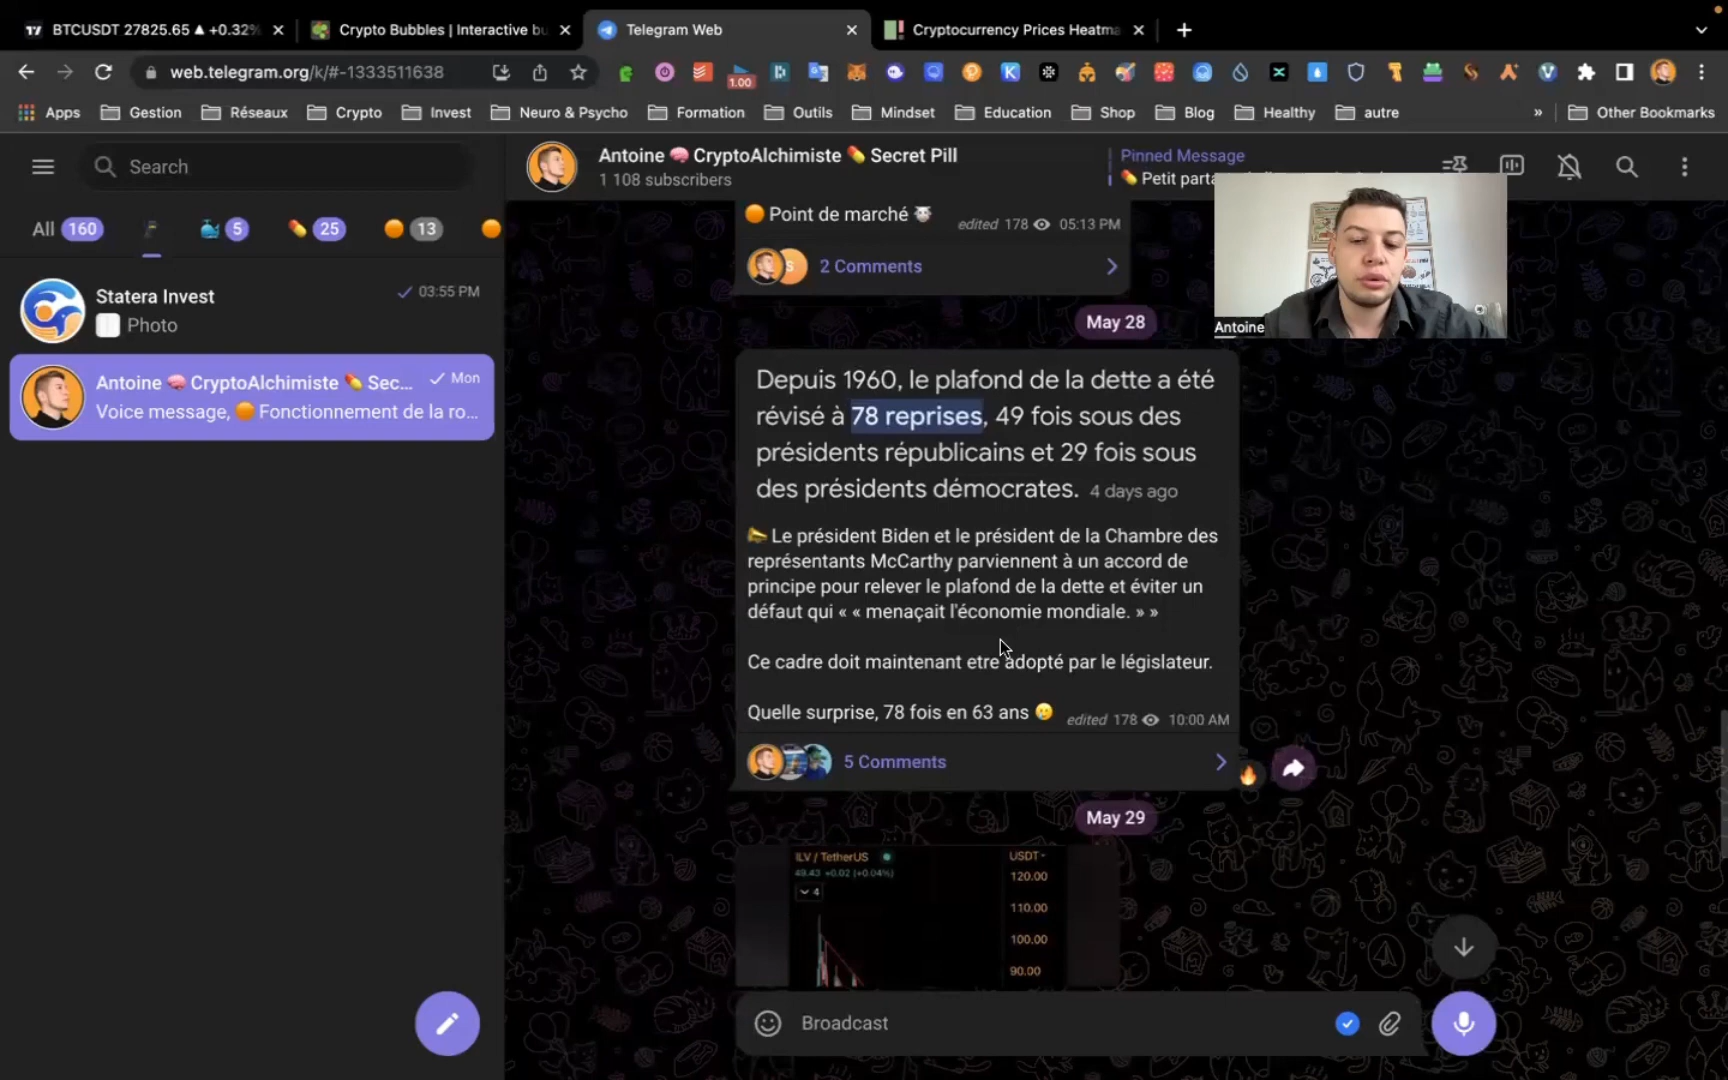 BTCUSDT 27825.65 ▲ +0.32%
Crypto Bubbles | Interactive bu
Telegram Web
Cryptocurrency Prices Heatma
web.telegram.org/k/#-1333511638
1.00
Apps
Gestion
Réseaux
Crypto
Invest
Neuro & Psycho
Formation
Outils
Mindset
Education
Shop
Blog
Healthy
autre
»
Other Bookmarks
Search
All 160
5
25
13
Statera Invest
03:55 PM
Photo
Antoine 🧠 CryptoAlchimiste 💊 Sec...
Mon
Voice message, 🟠 Fonctionnement de la ro...
Antoine 🧠 CryptoAlchimiste 💊 Secret Pill
1 108 subscribers
Pinned Message
💊 Petit parta
Antoine
🟠 Point de marché
edited 178 05:13 PM
2 Comments
May 28
Depuis 1960, le plafond de la dette a été
révisé à 78 reprises, 49 fois sous des
présidents républicains et 29 fois sous
des présidents démocrates. 4 days ago
Le président Biden et le président de la Chambre des
représentants McCarthy parviennent à un accord de
principe pour relever le plafond de la dette et éviter un
défaut qui « « menaçait l'économie mondiale. » »
Ce cadre doit maintenant etre adopté par le législateur.
Quelle surprise, 78 fois en 63 ans 🥲
edited 178 10:00 AM
5 Comments
May 29
ILV / TetherUS
USDT
49.43 +0.02 (+0.04%)
4
120.00
110.00
100.00
90.00
Broadcast